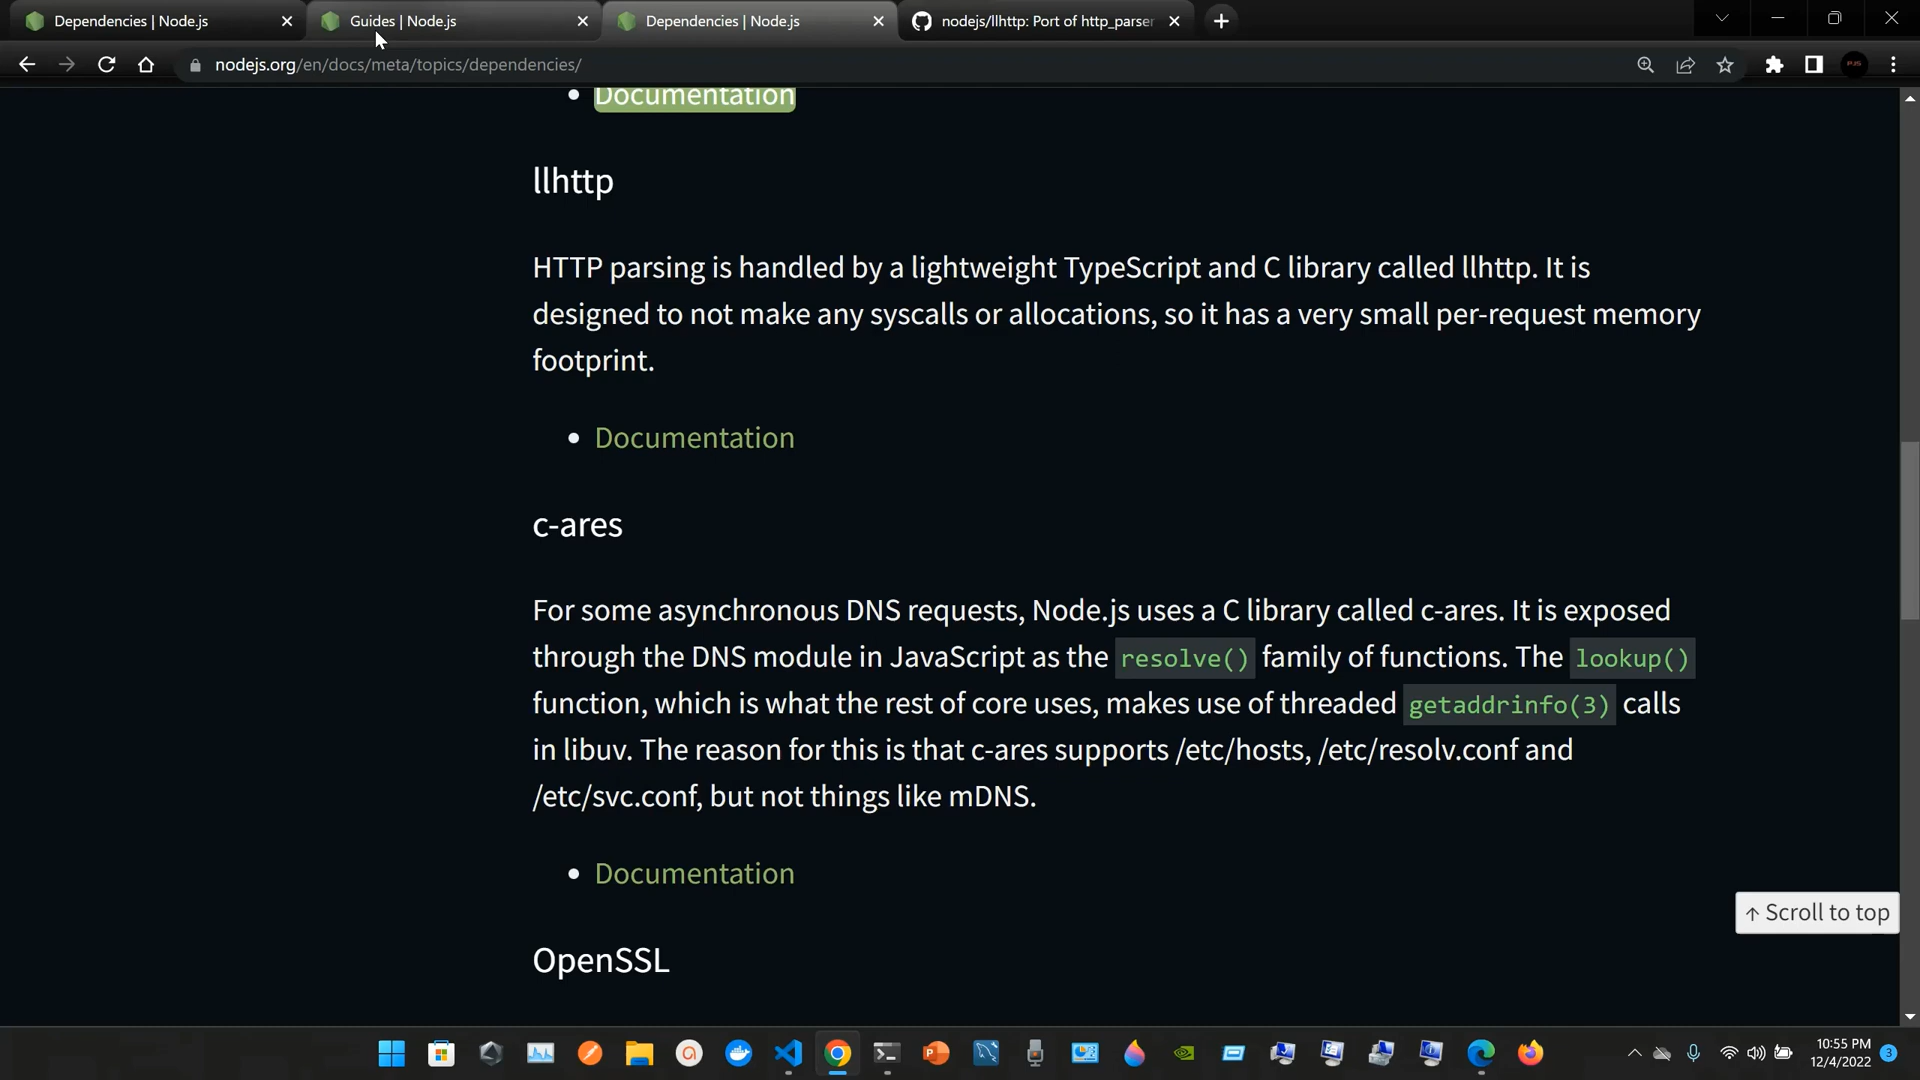 Dependencies | Node.js
Guides | Node.js
Dependencies | Node.js
nodejs/llhttp: Port of http_parser
nodejs.org/en/docs/meta/topics/dependencies/
PJS
Documentation
llhttp
HTTP parsing is handled by a lightweight TypeScript and C library called llhttp. It is
designed to not make any syscalls or allocations, so it has a very small per-request memory
footprint.
• Documentation
c-ares
For some asynchronous DNS requests, Node.js uses a C library called c-ares. It is exposed
through the DNS module in JavaScript as the resolve() family of functions. The lookup()
function, which is what the rest of core uses, makes use of threaded getaddrinfo(3) calls
in libuv. The reason for this is that c-ares supports /etc/hosts, /etc/resolv.conf and
/etc/svc.conf, but not things like mDNS.
• Documentation
↑ Scroll to top
OpenSSL
10:55 PM
12/4/2022
3